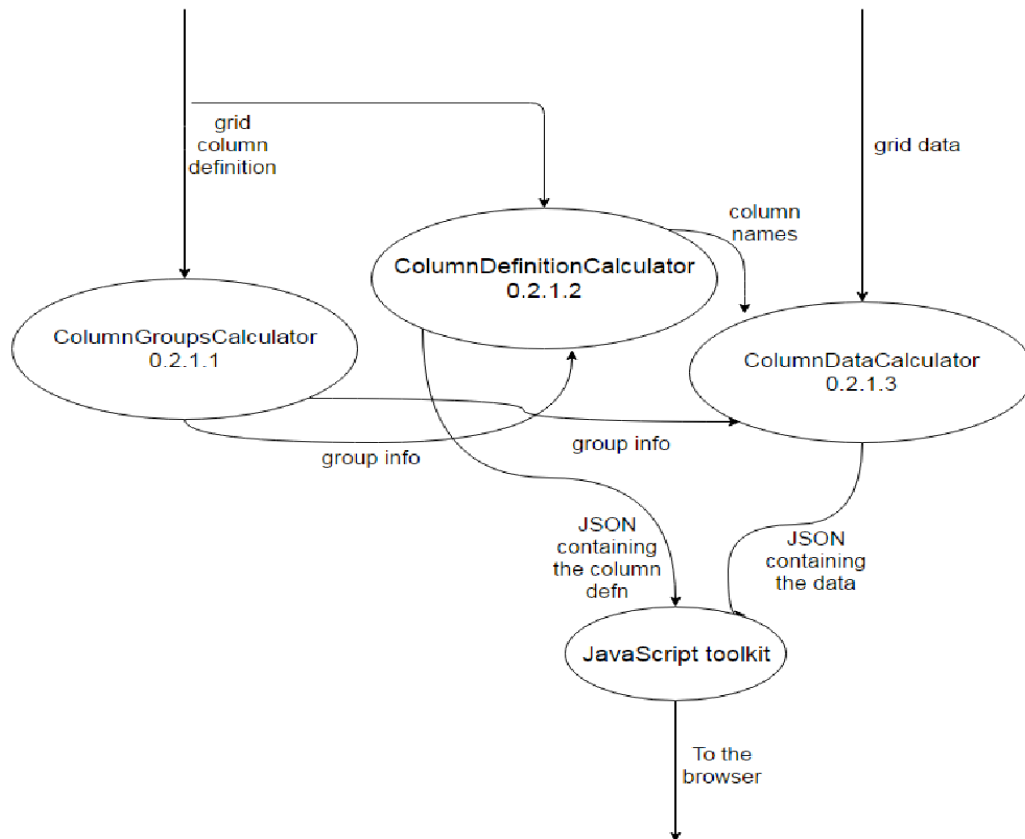 grid
column
definition
grid data
column
names
ColumnDefinitionCalculator
0.2.1.2
ColumnGroupsCalculator
0.2.1.1
ColumnDataCalculator
0.2.1.3
group info
group info
JSON
containing
the column
defn
JSON
containing
the data
JavaScript toolkit
To the
browser